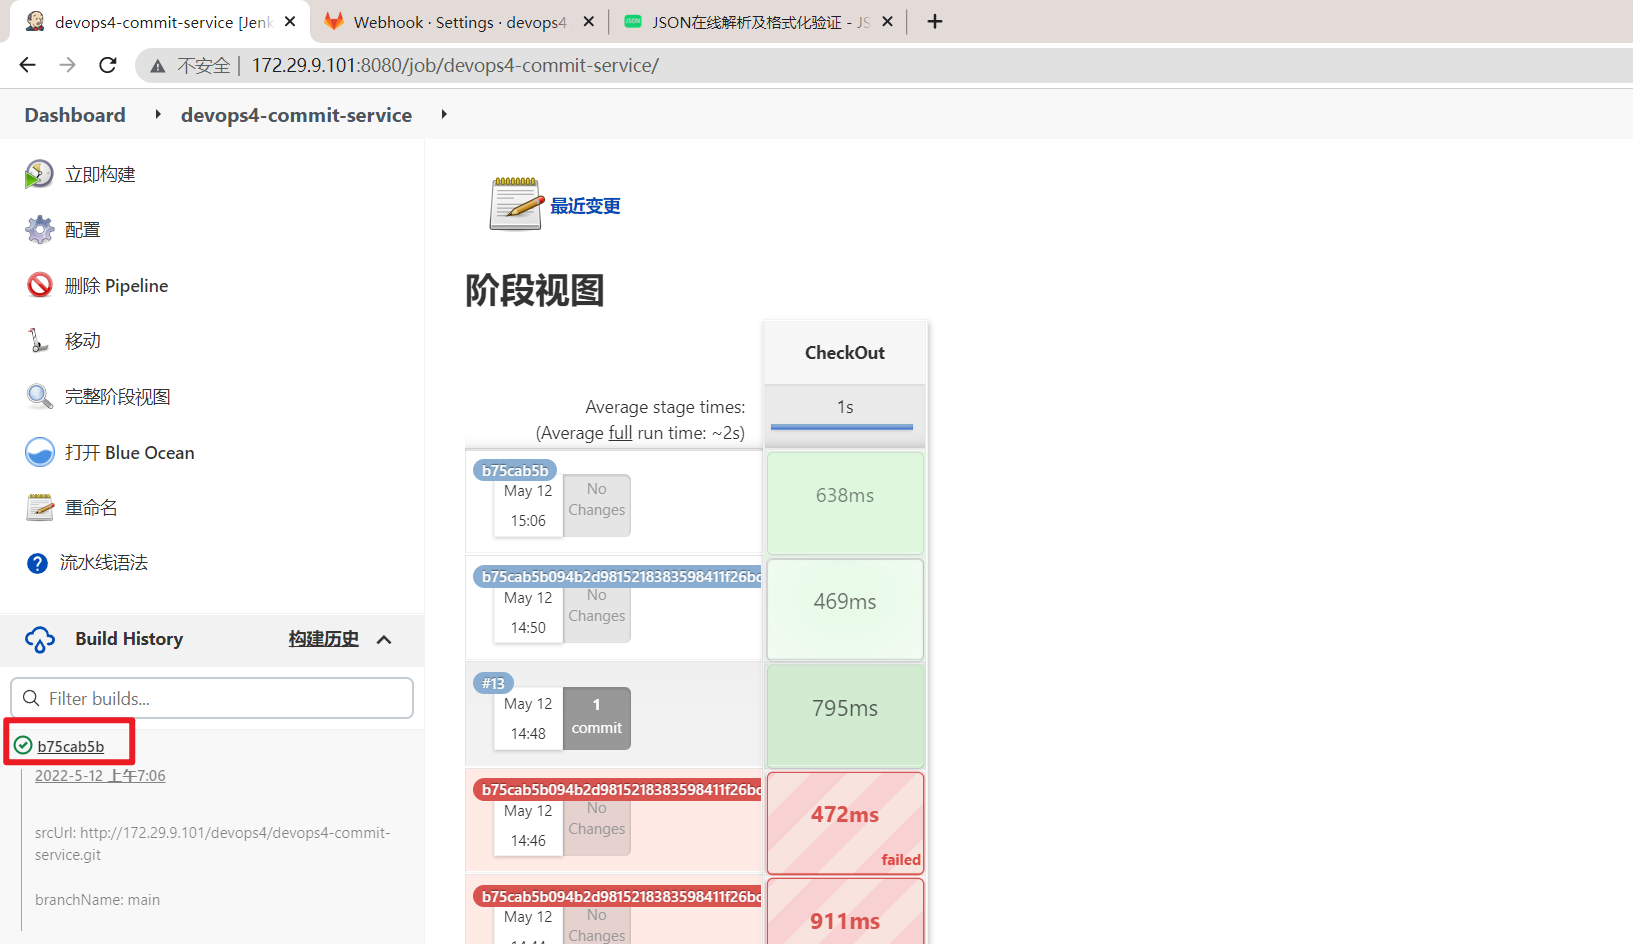 devops4-commit-service [Jenk
Webhook · Settings · devops4
JSON在线解析及格式化验证 - JS
不安全
172.29.9.101:8080/job/devops4-commit-service/
Dashboard
devops4-commit-service
立即构建
配置
删除 Pipeline
移动
完整阶段视图
打开 Blue Ocean
重命名
流水线语法
Build History
构建历史
Filter builds...
b75cab5b
2022-5-12 上午7:06
srcUrl: http://172.29.9.101/devops4/devops4-commit-
service.git
branchName: main
最近变更
阶段视图
CheckOut
Average stage times:
1s
(Average full run time: ~2s)
b75cab5b
May 12
15:06
No
Changes
638ms
b75cab5b094b2d9815218383598411f26bc
May 12
14:50
No
Changes
469ms
#13
May 12
14:48
1
commit
795ms
b75cab5b094b2d9815218383598411f26bc
May 12
14:46
No
Changes
472ms
failed
b75cab5b094b2d9815218383598411f26bc
May 12
14:44
No
Changes
911ms